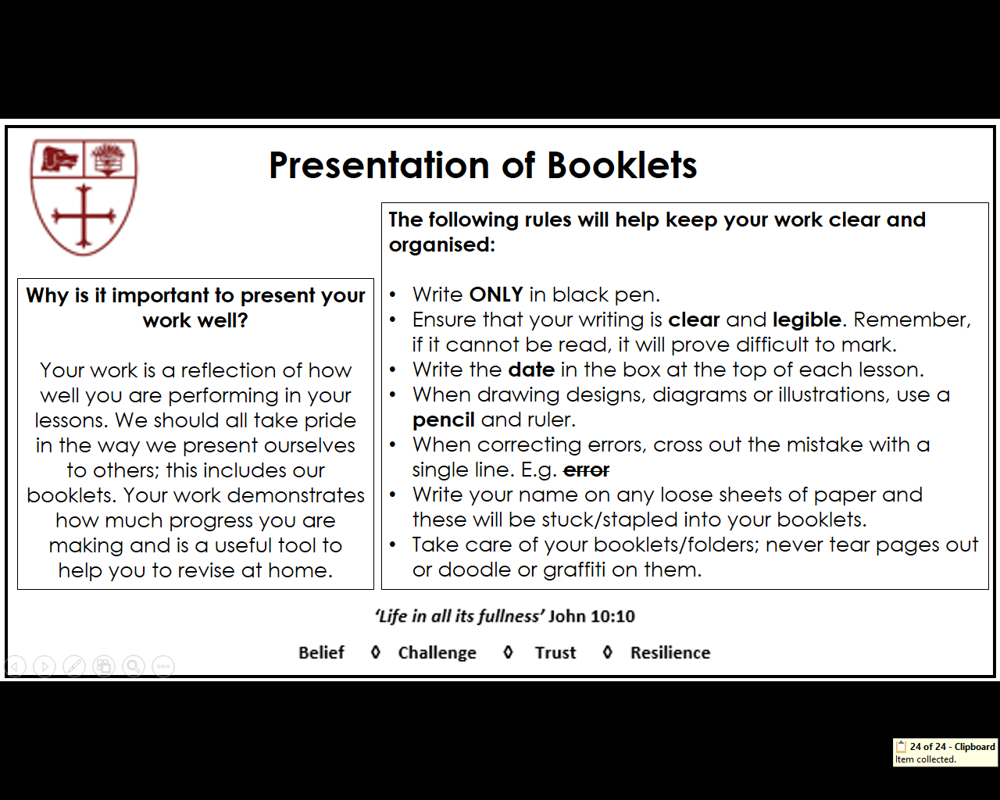 Presentation of Booklets
Why is it important to present your
work well?
Your work is a reflection of how
well you are performing in your
lessons. We should all take pride
in the way we present ourselves
to others; this includes our
booklets. Your work demonstrates
how much progress you are
making and is a useful tool to
help you to revise at home.
The following rules will help keep your work clear and
organised:
• Write ONLY in black pen.
• Ensure that your writing is clear and legible. Remember,
if it cannot be read, it will prove difficult to mark.
• Write the date in the box at the top of each lesson.
• When drawing designs, diagrams or illustrations, use a
pencil and ruler.
• When correcting errors, cross out the mistake with a
single line. E.g. error
• Write your name on any loose sheets of paper and
these will be stuck/stapled into your booklets.
• Take care of your booklets/folders; never tear pages out
or doodle or graffiti on them.
‘Life in all its fullness’ John 10:10
Belief ◊ Challenge ◊ Trust ◊ Resilience
24 of 24 - Clipboard
Item collected.